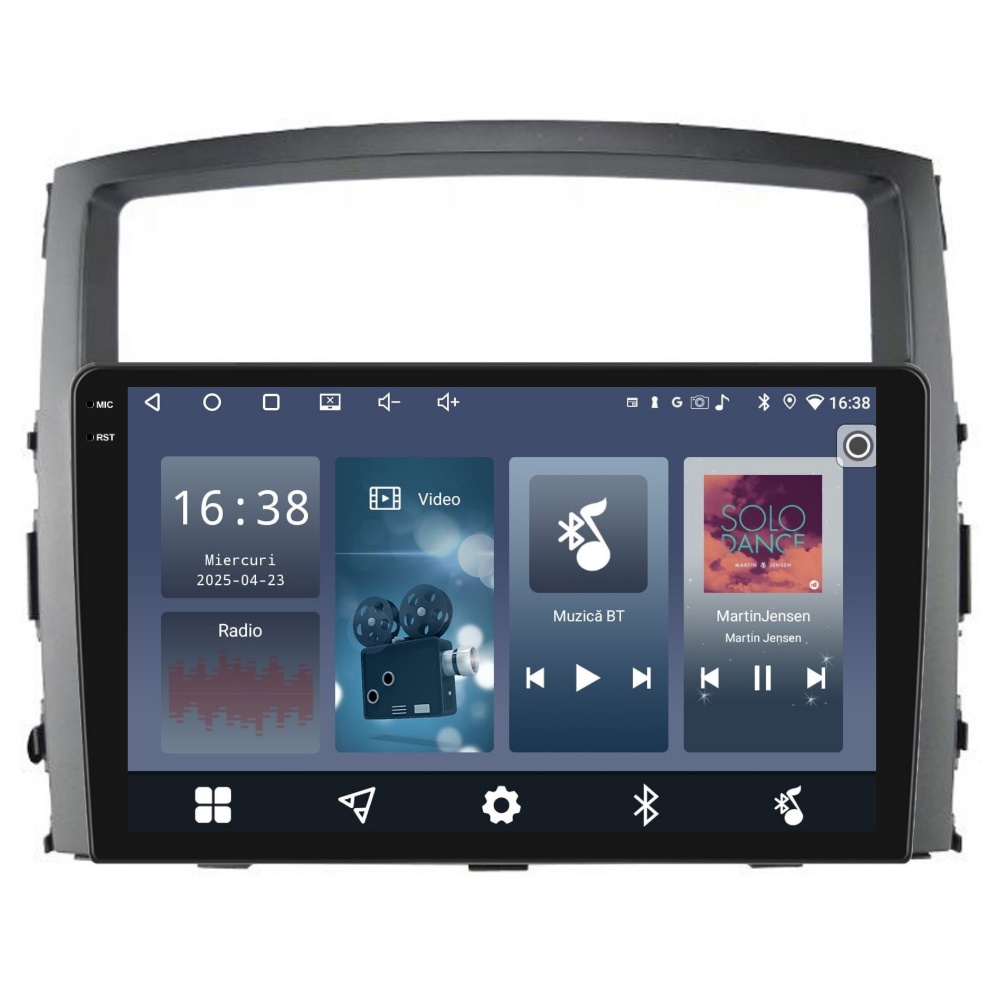 MIC
RST
16:38
16:38
Miercuri
2025-04-23
Radio
Video
Muzică BT
SOLO
DANCE
MARTIN JENSEN
MartinJensen
Martin Jensen